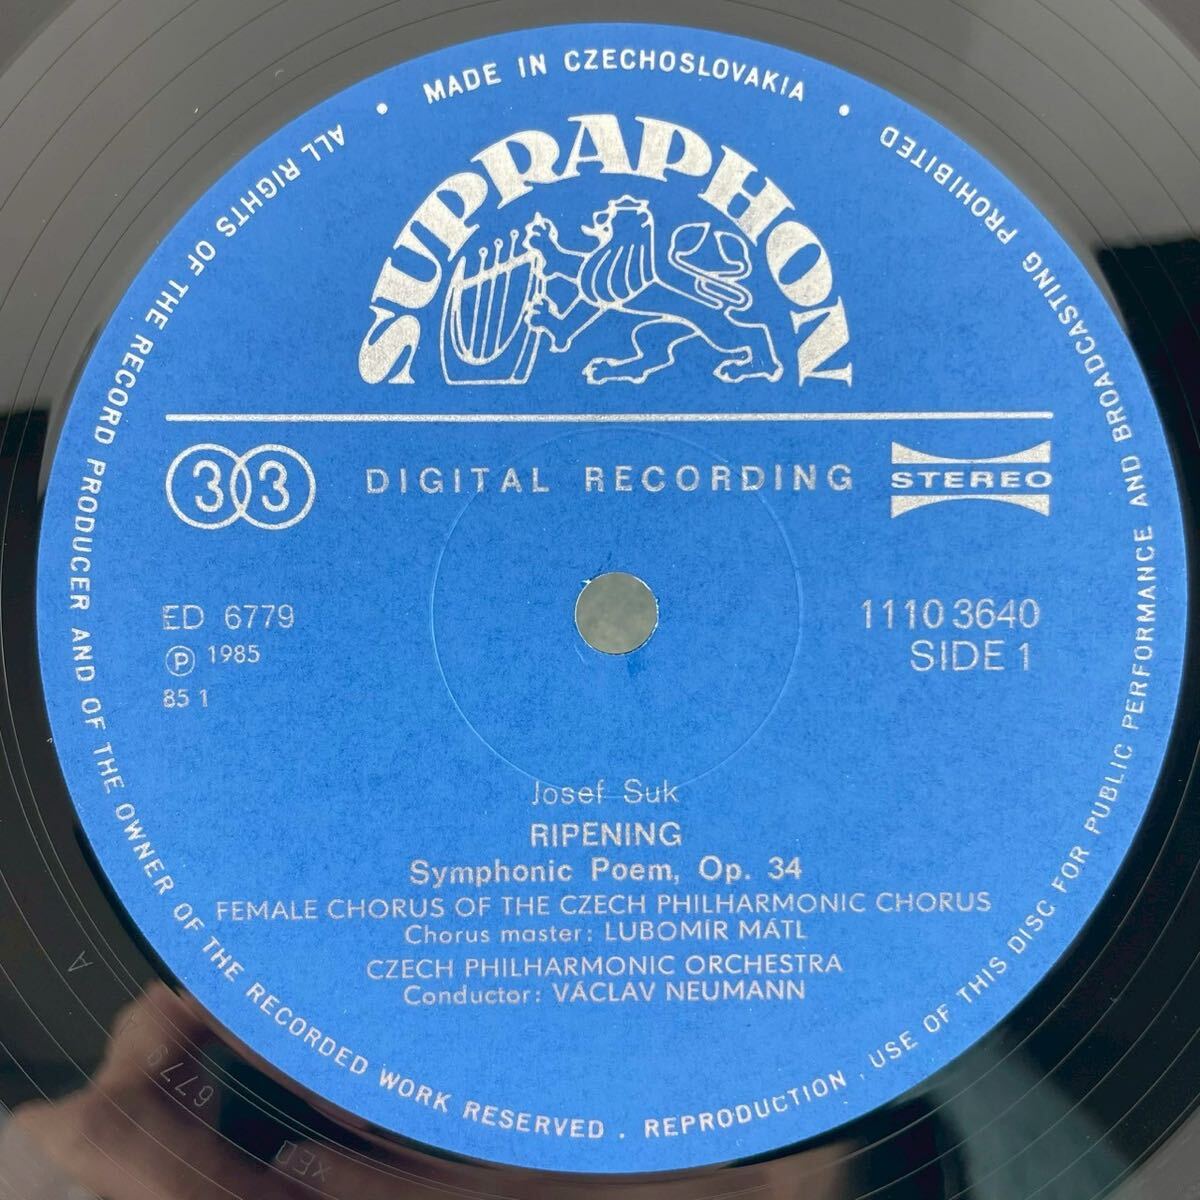 MADE IN CZECHOSLOVAKIA
ALL RIGHTS OF THE RECORD PRODUCER AND OF THE OWNER OF THE RECORDED WORK RESERVED . REPRODUCTION , USE OF THIS DISC FOR PUBLIC PERFORMANCE AND BROADCASTING PROHIBITED
SUPRAPHON
33
DIGITAL RECORDING
STEREO
ED 6779
Ⓟ 1985
85 1
1110 3640
SIDE 1
Josef Suk
RIPENING
Symphonic Poem, Op. 34
FEMALE CHORUS OF THE CZECH PHILHARMONIC CHORUS
Chorus master: LUBOMÍR MÁTL
CZECH PHILHARMONIC ORCHESTRA
Conductor: VÁCLAV NEUMANN
A
6779